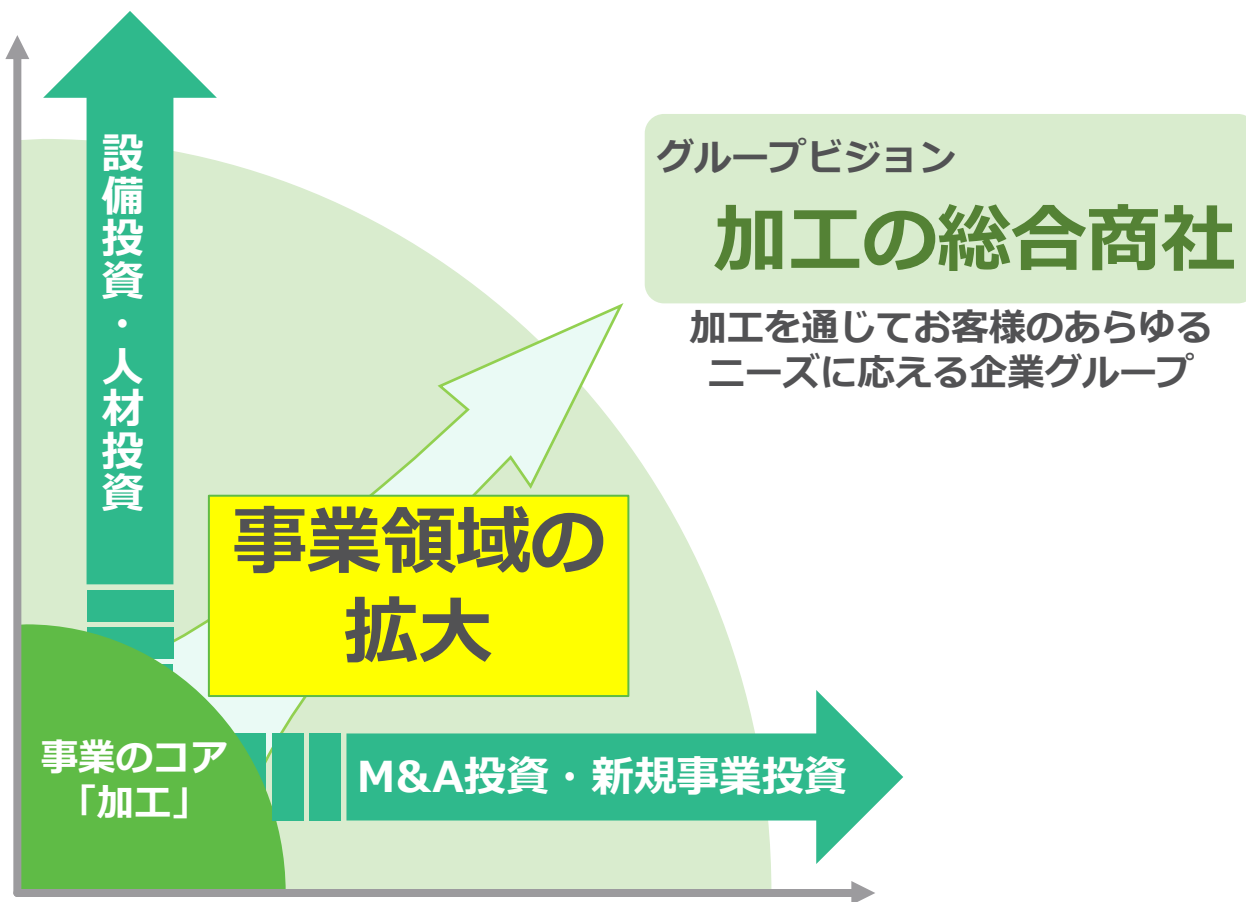 設備投資・人材投資
グループビジョン
加工の総合商社
加工を通じてお客様のあらゆる
ニーズに応える企業グループ
事業領域の
拡大
事業のコア
「加工」
M&A投資・新規事業投資